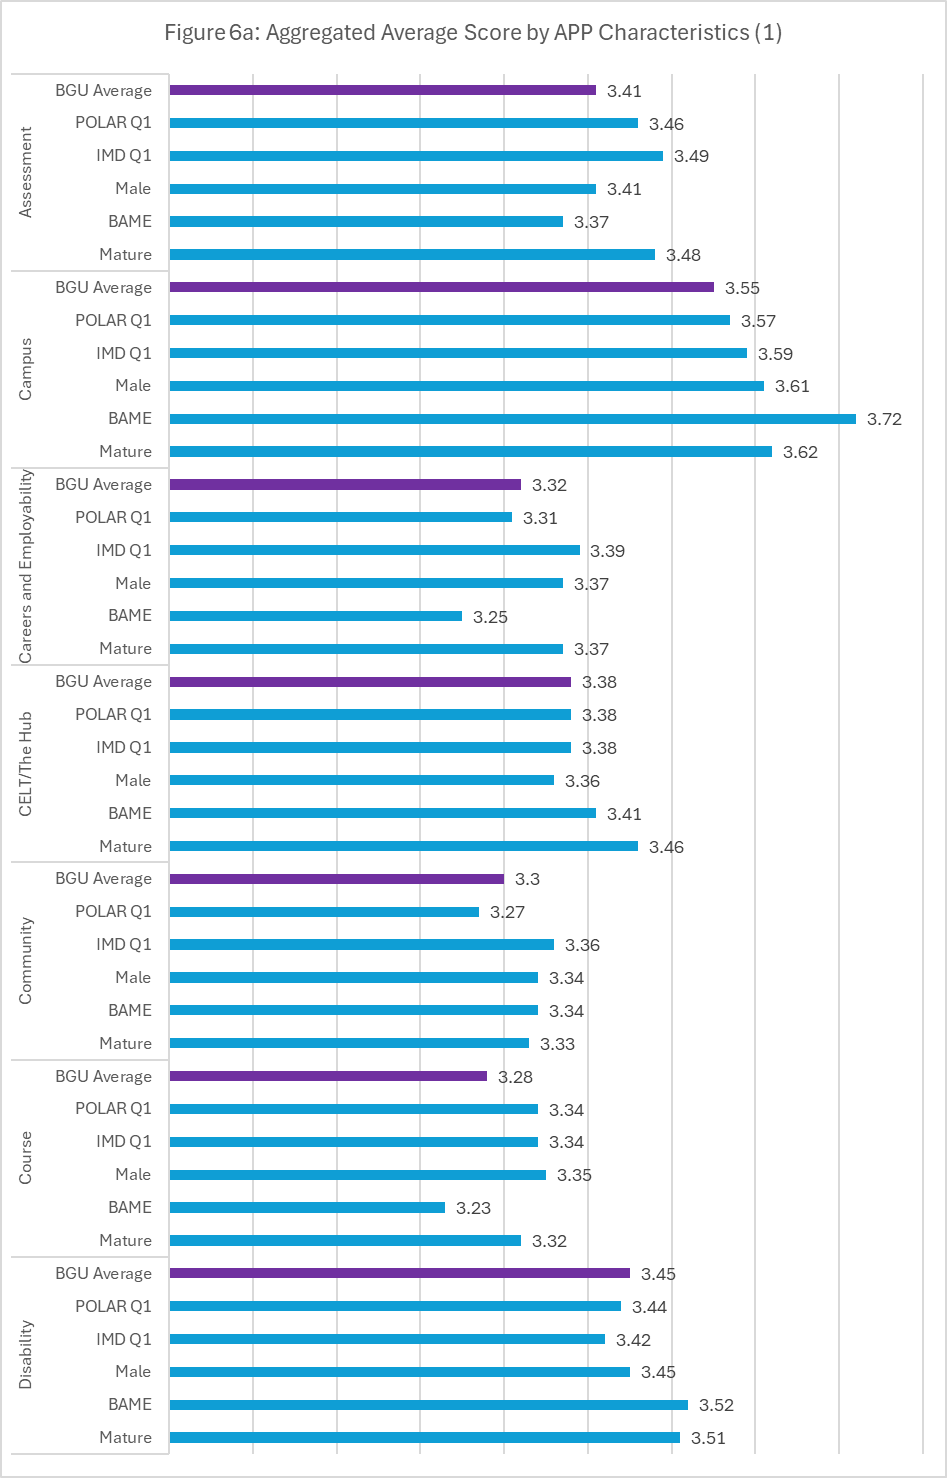 Figure 6a: Aggregated Average Score by APP Characteristics (1)
Assessment
BGU Average 3.41
POLAR Q1 3.46
IMD Q1 3.49
Male 3.41
BAME 3.37
Mature 3.48
Campus
BGU Average 3.55
POLAR Q1 3.57
IMD Q1 3.59
Male 3.61
BAME 3.72
Mature 3.62
Careers and Employability
BGU Average 3.32
POLAR Q1 3.31
IMD Q1 3.39
Male 3.37
BAME 3.25
Mature 3.37
CELT/The Hub
BGU Average 3.38
POLAR Q1 3.38
IMD Q1 3.38
Male 3.36
BAME 3.41
Mature 3.46
Community
BGU Average 3.3
POLAR Q1 3.27
IMD Q1 3.36
Male 3.34
BAME 3.34
Mature 3.33
Course
BGU Average 3.28
POLAR Q1 3.34
IMD Q1 3.34
Male 3.35
BAME 3.23
Mature 3.32
Disability
BGU Average 3.45
POLAR Q1 3.44
IMD Q1 3.42
Male 3.45
BAME 3.52
Mature 3.51